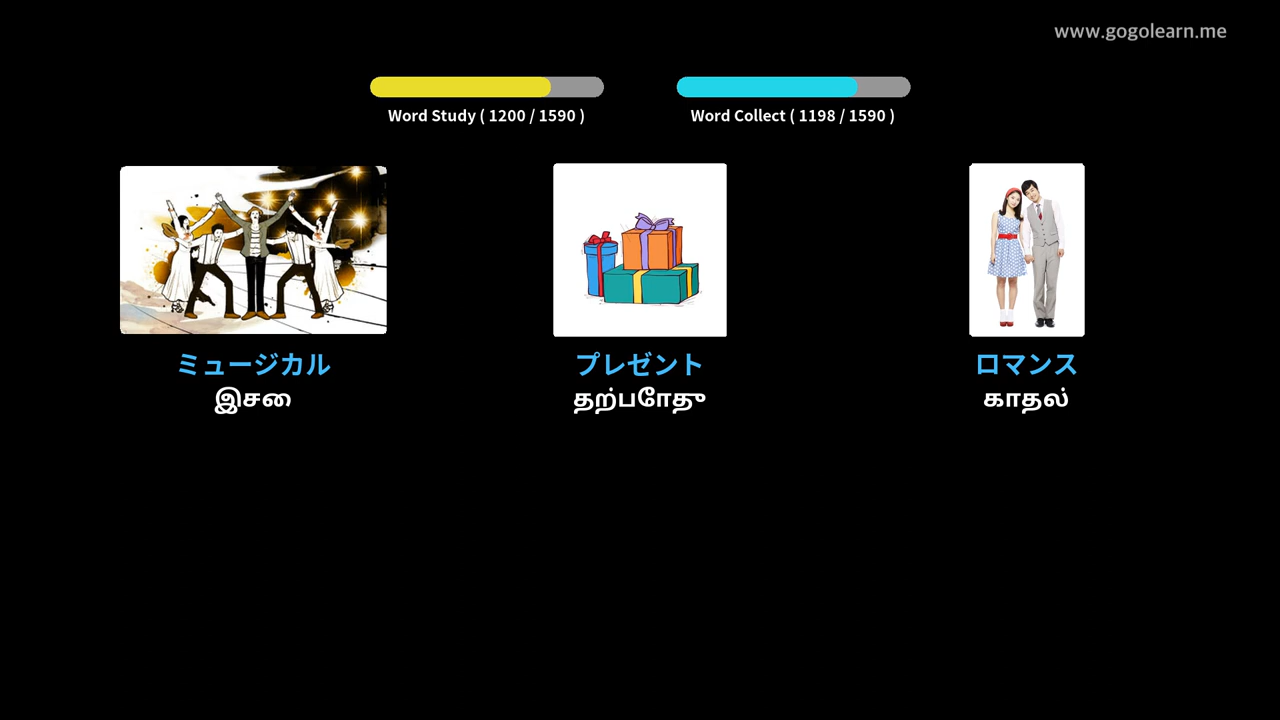 www.gogolearn.me
Word Study ( 1200 / 1590 )
Word Collect ( 1198 / 1590 )
ミュージカル
プレゼント
ロマンス
இசை
தற்போது
காதல்